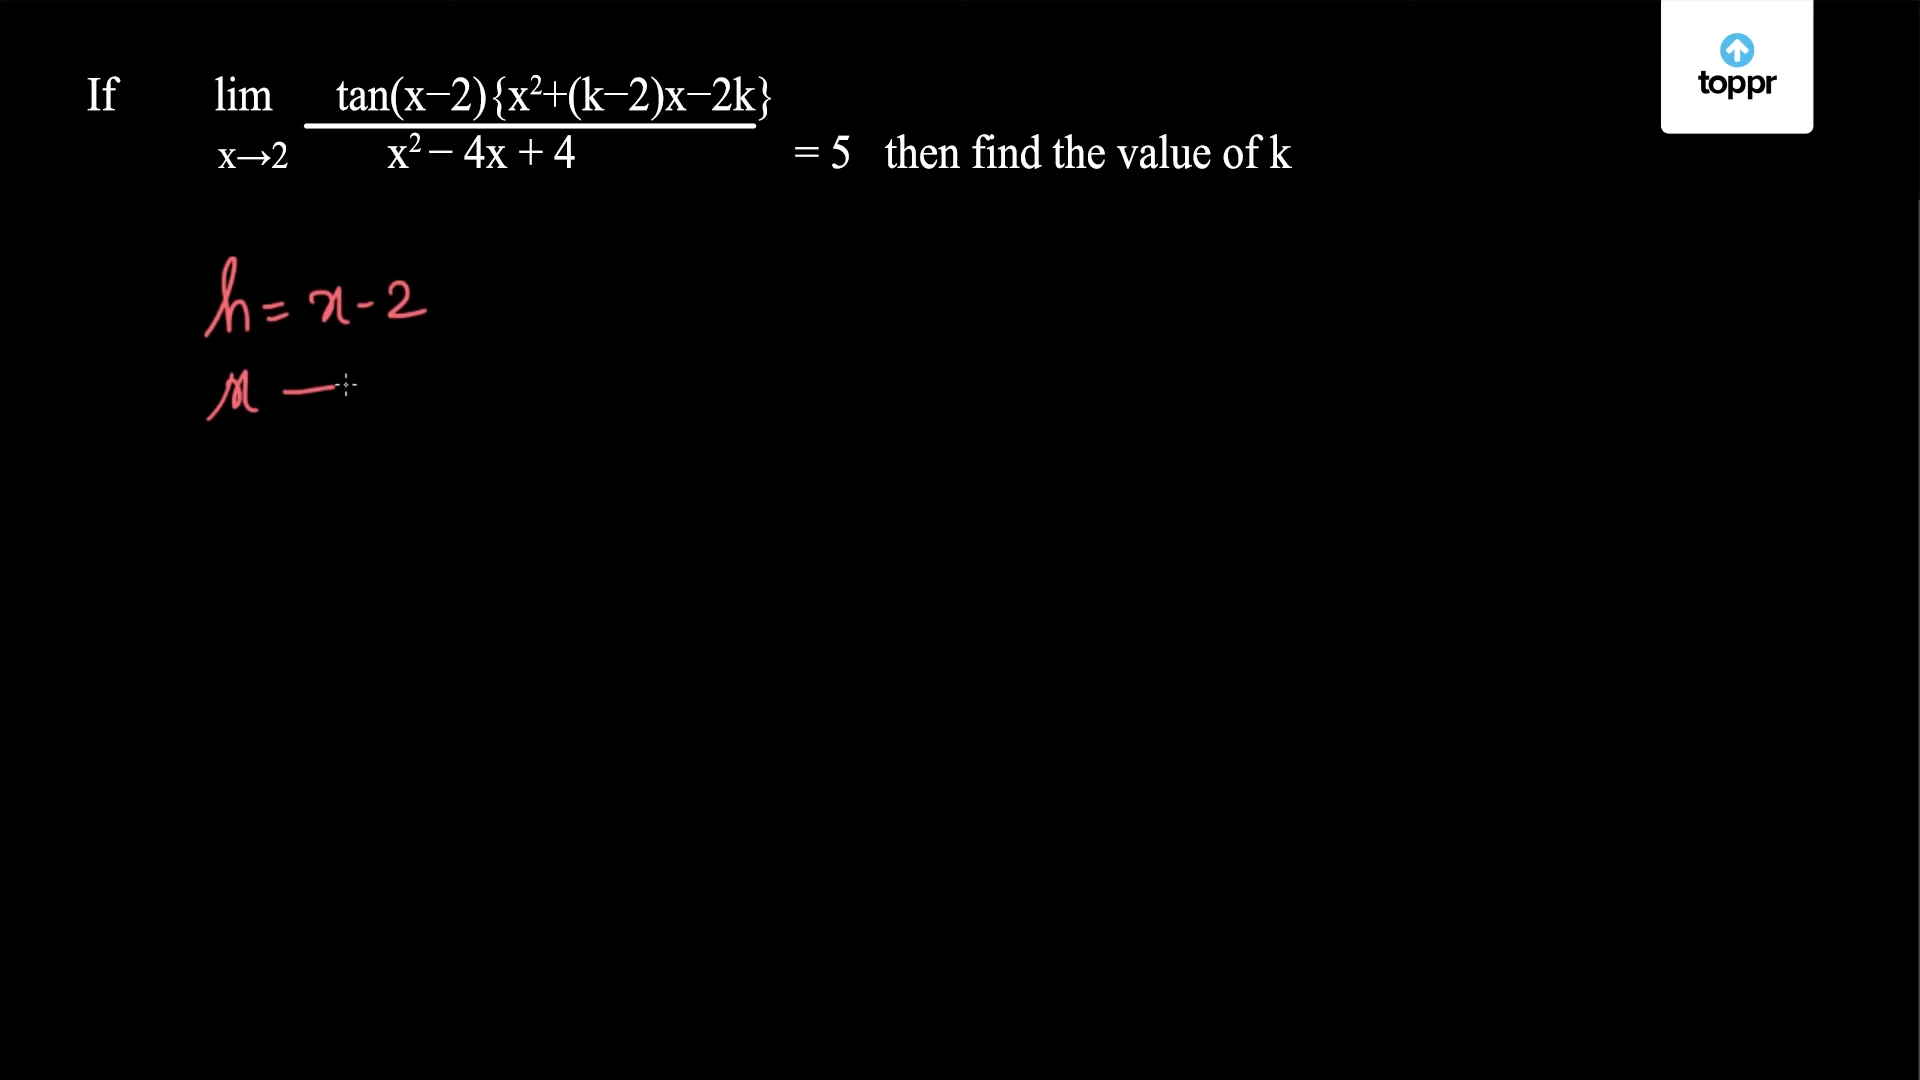 If lim tan(x−2){x²+(k−2)x−2k}
x→2 x² − 4x + 4 = 5 then find the value of k
toppr
h = x - 2
x —